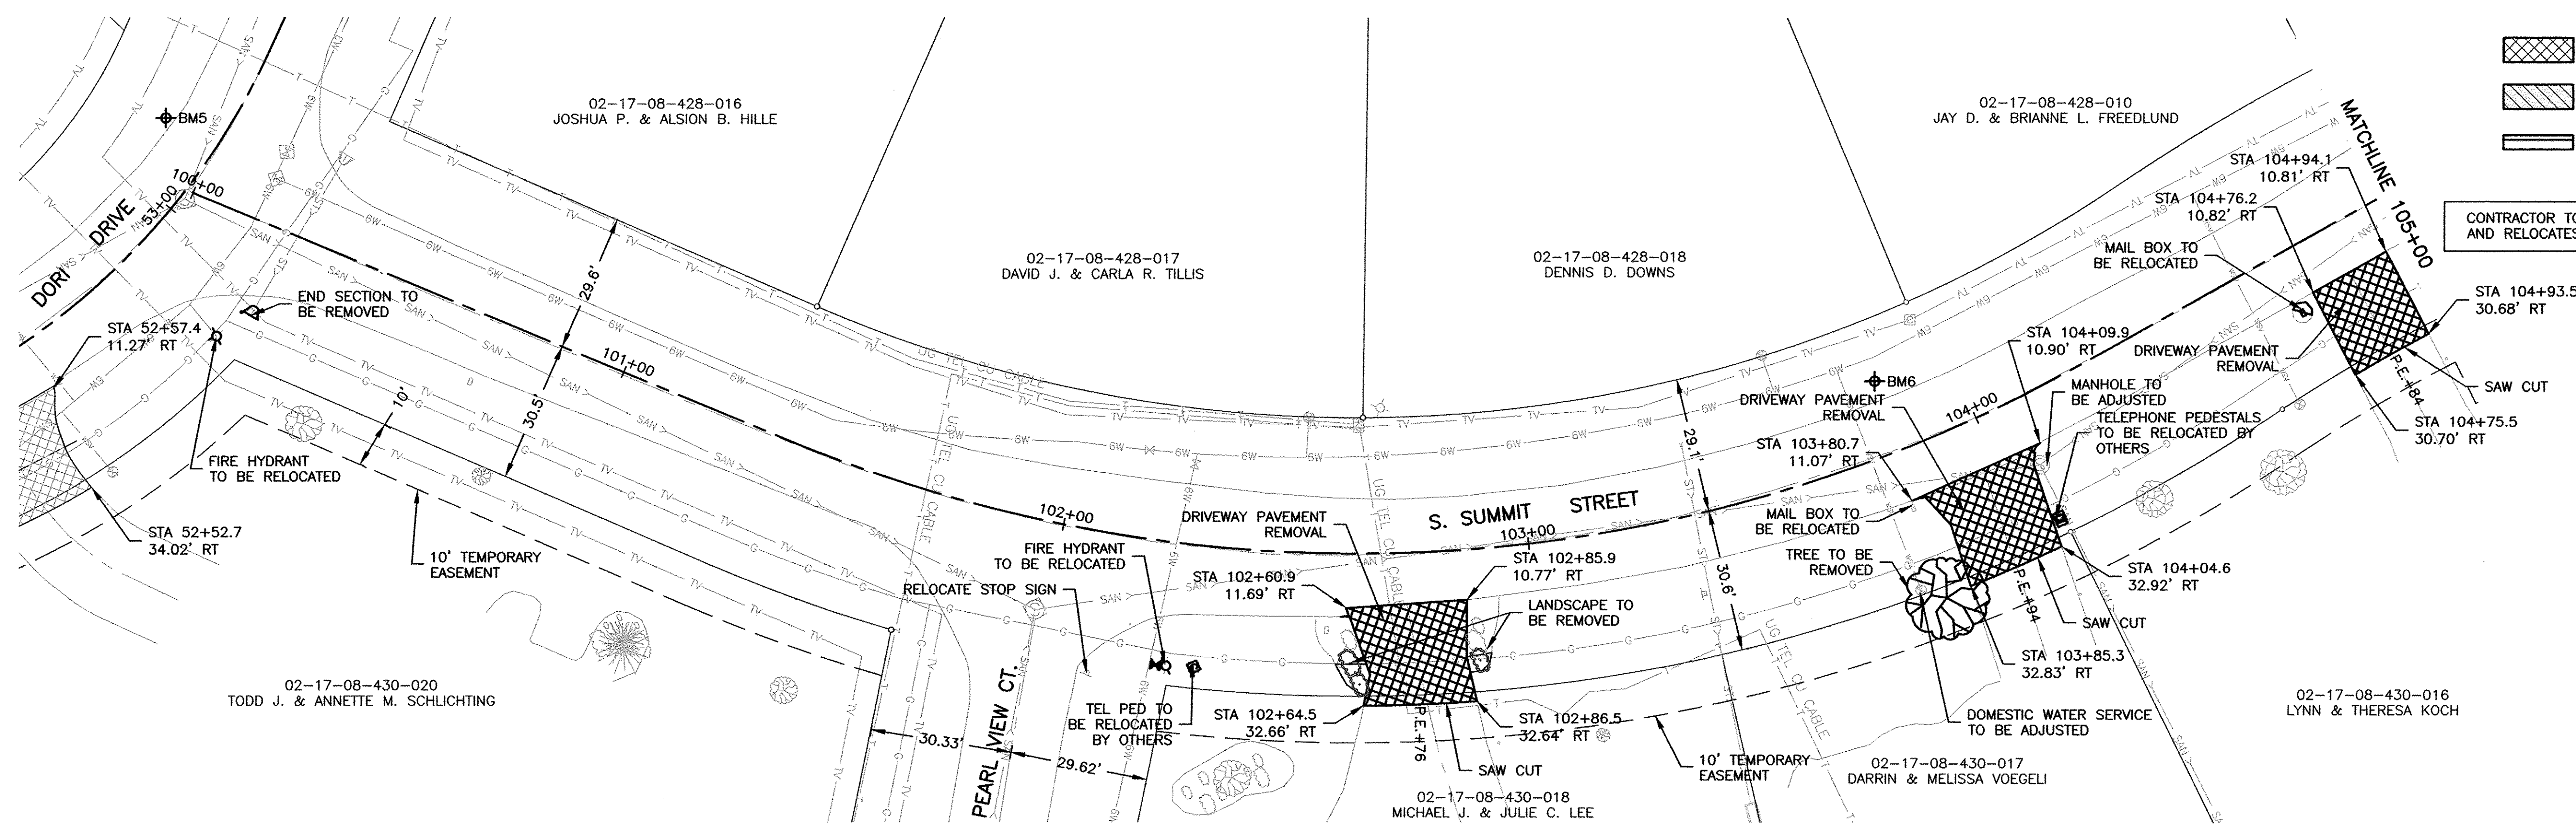 02-17-08-428-016
JOSHUA P. & ALSION B. HILLE
02-17-08-428-017
DAVID J. & CARLA R. TILLIS
02-17-08-428-018
DENNIS D. DOWNS
02-17-08-428-010
JAY D. & BRIANNE L. FREEDLUND
MATCHLINE 105+00
BM5
100+00
53+00
DORI DRIVE
END SECTION TO
BE REMOVED
STA 52+57.4
11.27' RT
FIRE HYDRANT
TO BE RELOCATED
STA 52+52.7
34.02' RT
10'
30.5'
29.6'
101+00
10' TEMPORARY
EASEMENT
02-17-08-430-020
TODD J. & ANNETTE M. SCHLICHTING
UG TEL CU CABLE
UG TEL CU CABLE
102+00
RELOCATE STOP SIGN
FIRE HYDRANT
TO BE RELOCATED
PEARL VIEW CT.
30.33'
29.62'
TEL PED TO
BE RELOCATED
BY OTHERS
DRIVEWAY PAVEMENT
REMOVAL
STA 102+60.9
11.69' RT
STA 102+85.9
10.77' RT
LANDSCAPE TO
BE REMOVED
STA 102+64.5
32.66' RT
STA 102+86.5
32.64' RT
P.E.+76
SAW CUT
UG TEL CU CABLE
S. SUMMIT STREET
103+00
02-17-08-430-018
MICHAEL J. & JULIE C. LEE
29.1'
30.6'
UG TEL CU CABLE
10' TEMPORARY
EASEMENT
BM6
DRIVEWAY PAVEMENT
REMOVAL
STA 103+80.7
11.07' RT
MAIL BOX TO
BE RELOCATED
TREE TO BE
REMOVED
104+00
STA 104+09.9
10.90' RT
MANHOLE TO
BE ADJUSTED
TELEPHONE PEDESTALS
TO BE RELOCATED BY
OTHERS
STA 104+04.6
32.92' RT
P.E.+94
SAW CUT
STA 103+85.3
32.83' RT
DOMESTIC WATER SERVICE
TO BE ADJUSTED
02-17-08-430-017
DARRIN & MELISSA VOEGELI
STA 104+94.1
10.81' RT
STA 104+76.2
10.82' RT
MAIL BOX TO
BE RELOCATED
DRIVEWAY PAVEMENT
REMOVAL
STA 104+93.5
30.68' RT
P.E.+84
SAW CUT
STA 104+75.5
30.70' RT
02-17-08-430-016
LYNN & THERESA KOCH
CONTRACTOR TO
AND RELOCATES